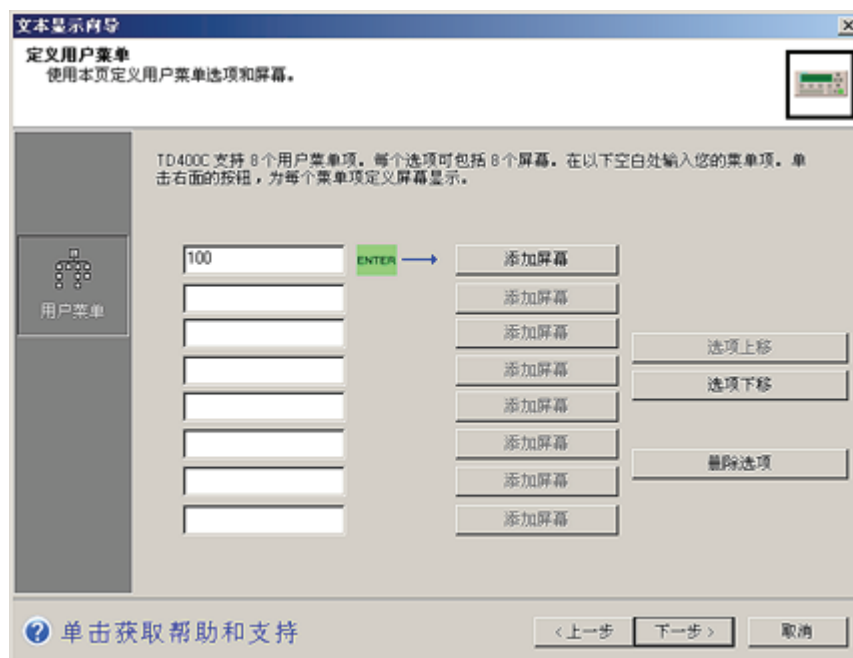 文本显示向导
定义用户菜单
使用本页定义用户菜单选项和屏幕。
TD400C 支持 8个用户菜单项。每个选项可包括 8个屏幕。在以下空白处输入您的菜单项。单
击右面的按钮，为每个菜单项定义屏幕显示。
用户菜单
100
ENTER
添加屏幕
添加屏幕
添加屏幕
添加屏幕
添加屏幕
添加屏幕
添加屏幕
添加屏幕
选项上移
选项下移
删除选项
单击获取帮助和支持
<上一步
下一步>
取消